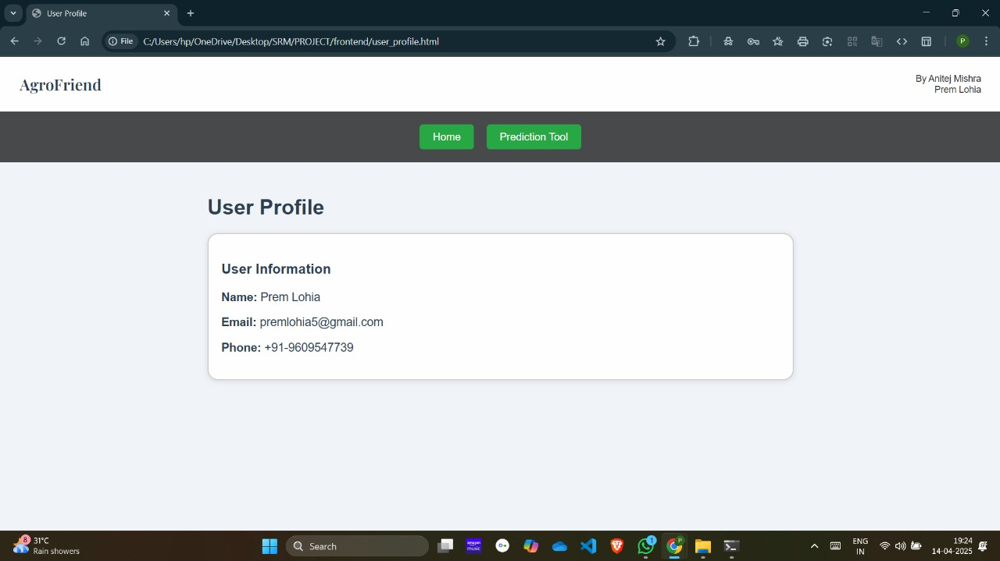 User Profile
File
C:/Users/hp/OneDrive/Desktop/SRM/PROJECT/frontend/user_profile.html
P
AgroFriend
By Anitej Mishra
Prem Lohia
Home
Prediction Tool
User Profile
User Information
Name: Prem Lohia
Email: premlohia5@gmail.com
Phone: +91-9609547739
8
31°C
Rain showers
Search
amazon
music
1
P
ENG
IN
19:24
14-04-2025